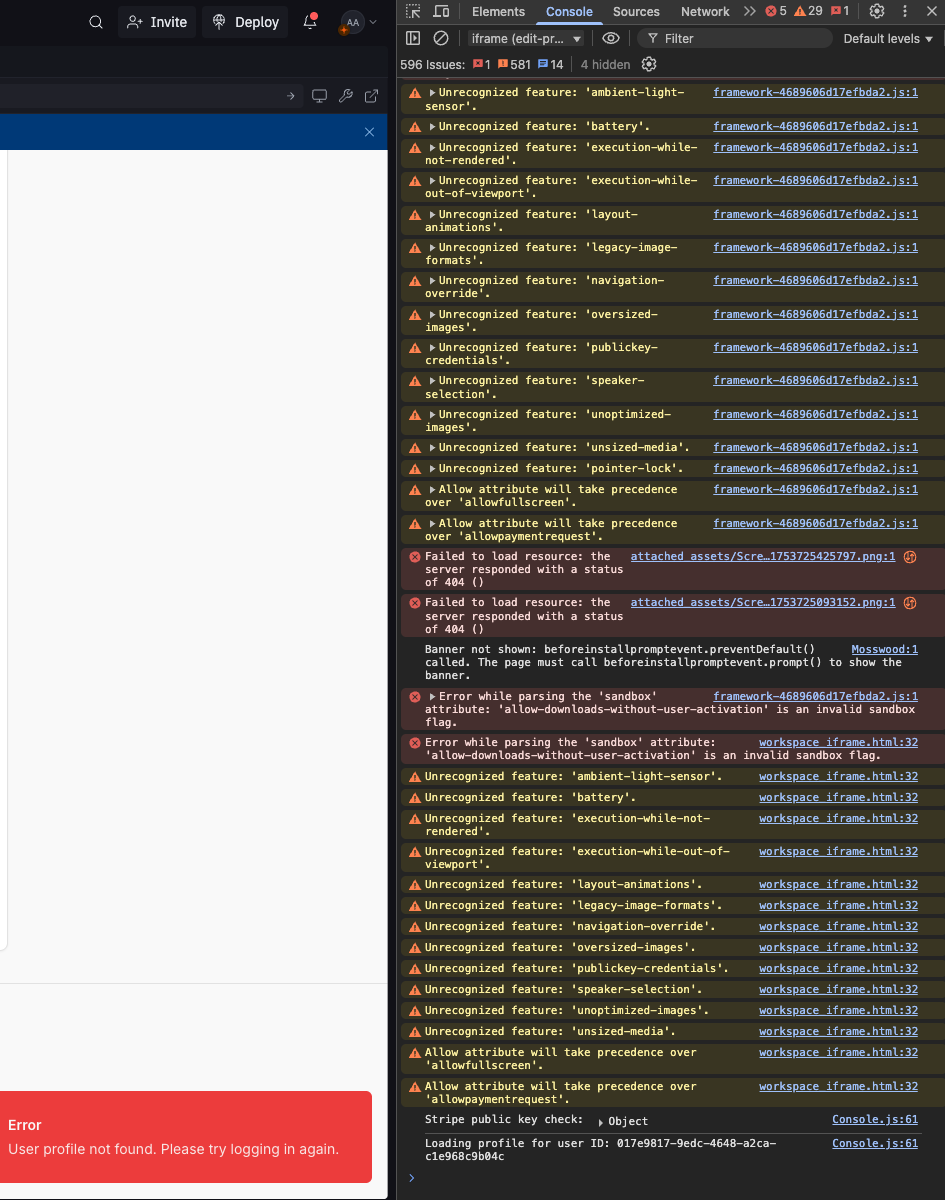 Invite
Deploy
AA
Error
User profile not found. Please try logging in again.
Elements
Console
Sources
Network
5
29
1
iframe (edit-pr...
Filter
Default levels
596 Issues:
1
581
14
4 hidden
Unrecognized feature: 'ambient-light-
sensor'.
framework-4689606d17efbda2.js:1
Unrecognized feature: 'battery'.
framework-4689606d17efbda2.js:1
Unrecognized feature: 'execution-while-
not-rendered'.
framework-4689606d17efbda2.js:1
Unrecognized feature: 'execution-while-
out-of-viewport'.
framework-4689606d17efbda2.js:1
Unrecognized feature: 'layout-
animations'.
framework-4689606d17efbda2.js:1
Unrecognized feature: 'legacy-image-
formats'.
framework-4689606d17efbda2.js:1
Unrecognized feature: 'navigation-
override'.
framework-4689606d17efbda2.js:1
Unrecognized feature: 'oversized-
images'.
framework-4689606d17efbda2.js:1
Unrecognized feature: 'publickey-
credentials'.
framework-4689606d17efbda2.js:1
Unrecognized feature: 'speaker-
selection'.
framework-4689606d17efbda2.js:1
Unrecognized feature: 'unoptimized-
images'.
framework-4689606d17efbda2.js:1
Unrecognized feature: 'unsized-media'.
framework-4689606d17efbda2.js:1
Unrecognized feature: 'pointer-lock'.
framework-4689606d17efbda2.js:1
Allow attribute will take precedence
over 'allowfullscreen'.
framework-4689606d17efbda2.js:1
Allow attribute will take precedence
over 'allowpaymentrequest'.
framework-4689606d17efbda2.js:1
Failed to load resource: the
server responded with a status
of 404 ()
attached_assets/Scre…1753725425797.png:1
Failed to load resource: the
server responded with a status
of 404 ()
attached_assets/Scre…1753725093152.png:1
Banner not shown: beforeinstallpromptevent.preventDefault()
called. The page must call beforeinstallpromptevent.prompt() to show the
banner.
Mosswood:1
Error while parsing the 'sandbox'
attribute: 'allow-downloads-without-user-activation' is an invalid sandbox
flag.
framework-4689606d17efbda2.js:1
Error while parsing the 'sandbox' attribute:
'allow-downloads-without-user-activation' is an invalid sandbox flag.
workspace_iframe.html:32
Unrecognized feature: 'ambient-light-sensor'.
workspace_iframe.html:32
Unrecognized feature: 'battery'.
workspace_iframe.html:32
Unrecognized feature: 'execution-while-not-
rendered'.
workspace_iframe.html:32
Unrecognized feature: 'execution-while-out-of-
viewport'.
workspace_iframe.html:32
Unrecognized feature: 'layout-animations'.
workspace_iframe.html:32
Unrecognized feature: 'legacy-image-formats'.
workspace_iframe.html:32
Unrecognized feature: 'navigation-override'.
workspace_iframe.html:32
Unrecognized feature: 'oversized-images'.
workspace_iframe.html:32
Unrecognized feature: 'publickey-credentials'.
workspace_iframe.html:32
Unrecognized feature: 'speaker-selection'.
workspace_iframe.html:32
Unrecognized feature: 'unoptimized-images'.
workspace_iframe.html:32
Unrecognized feature: 'unsized-media'.
workspace_iframe.html:32
Allow attribute will take precedence over
'allowfullscreen'.
workspace_iframe.html:32
Allow attribute will take precedence over
'allowpaymentrequest'.
workspace_iframe.html:32
Stripe public key check: Object
Console.js:61
Loading profile for user ID: 017e9817-9edc-4648-a2ca-
c1e968c9b04c
Console.js:61